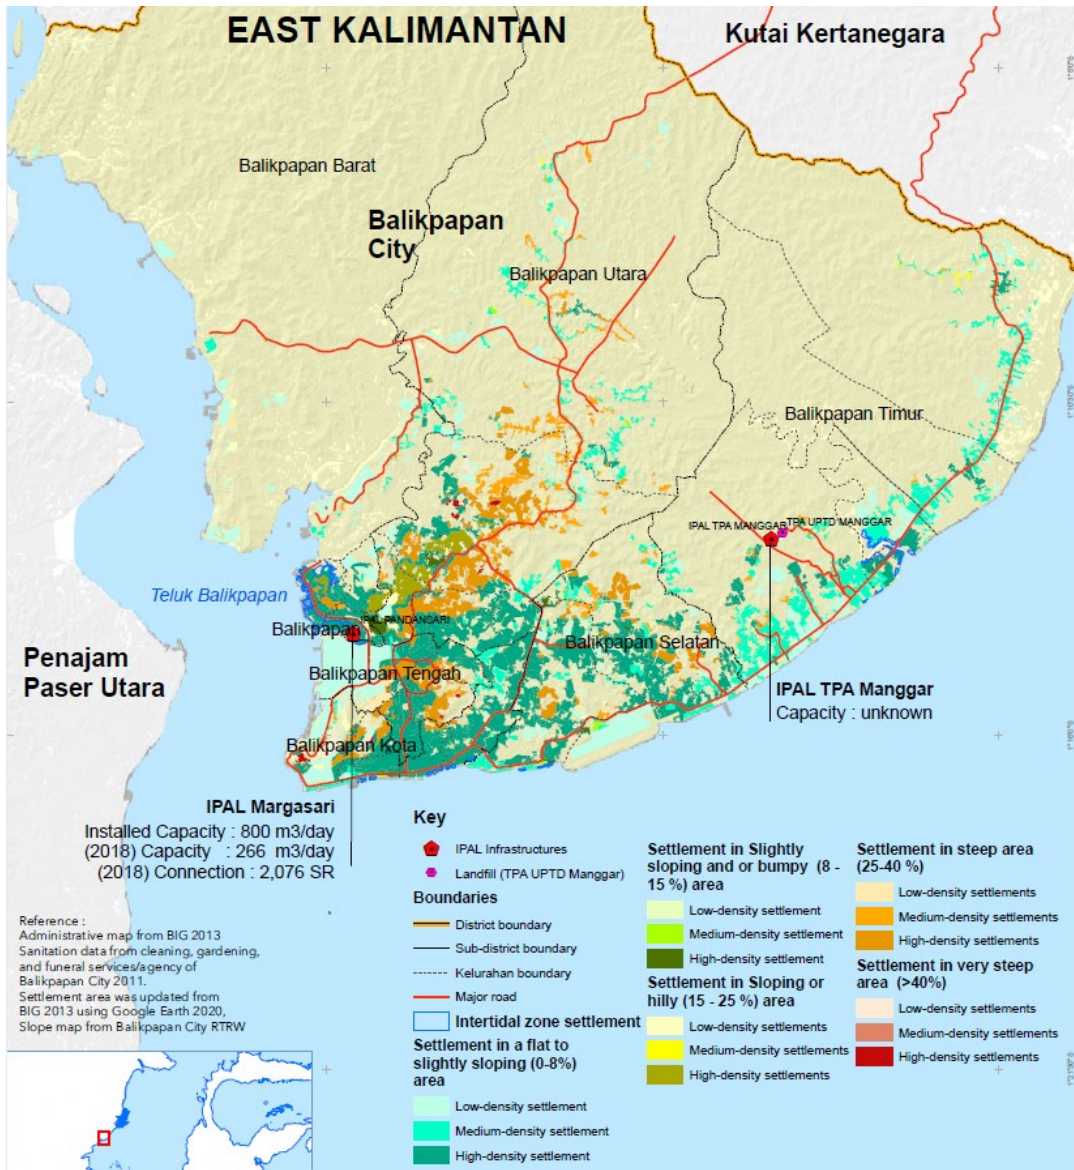 EAST KALIMANTAN
Kutai Kertanegara
Balikpapan Barat
Balikpapan
City
Balikpapan Utara
Balikpapan Timur
IPAL TPA MANGGAR
TPA UPTD MANGGAR
Teluk Balikpapan
Balikpapan
IPAL PANDANSARI
Balikpapan Selatan
Penajam
Paser Utara
Balikpapan Tengah
IPAL TPA Manggar
Capacity : unknown
Balikpapan Kota
IPAL Margasari
Installed Capacity : 800 m3/day
(2018) Capacity : 266 m3/day
(2018) Connection : 2,076 SR
Reference :
Administrative map from BIG 2013
Sanitation data from cleaning, gardening,
and funeral services/agency of
Balikpapan City 2011.
Settlement area was updated from
BIG 2013 using Google Earth 2020,
Slope map from Balikpapan City RTRW
Key
IPAL Infrastructures
Landfill (TPA UPTD Manggar)
Boundaries
District boundary
Sub-district boundary
Kelurahan boundary
Major road
Intertidal zone settlement
Settlement in a flat to
slightly sloping (0-8%)
area
Low-density settlement
Medium-density settlement
High-density settlement
Settlement in Slightly
sloping and or bumpy (8 -
15 %) area
Low-density settlement
Medium-density settlement
High-density settlement
Settlement in Sloping or
hilly (15 - 25 %) area
Low-density settlements
Medium-density settlements
High-density settlements
Settlement in steep area
(25-40 %)
Low-density settlements
Medium-density settlements
High-density settlements
Settlement in very steep
area (>40%)
Low-density settlements
Medium-density settlements
High-density settlements